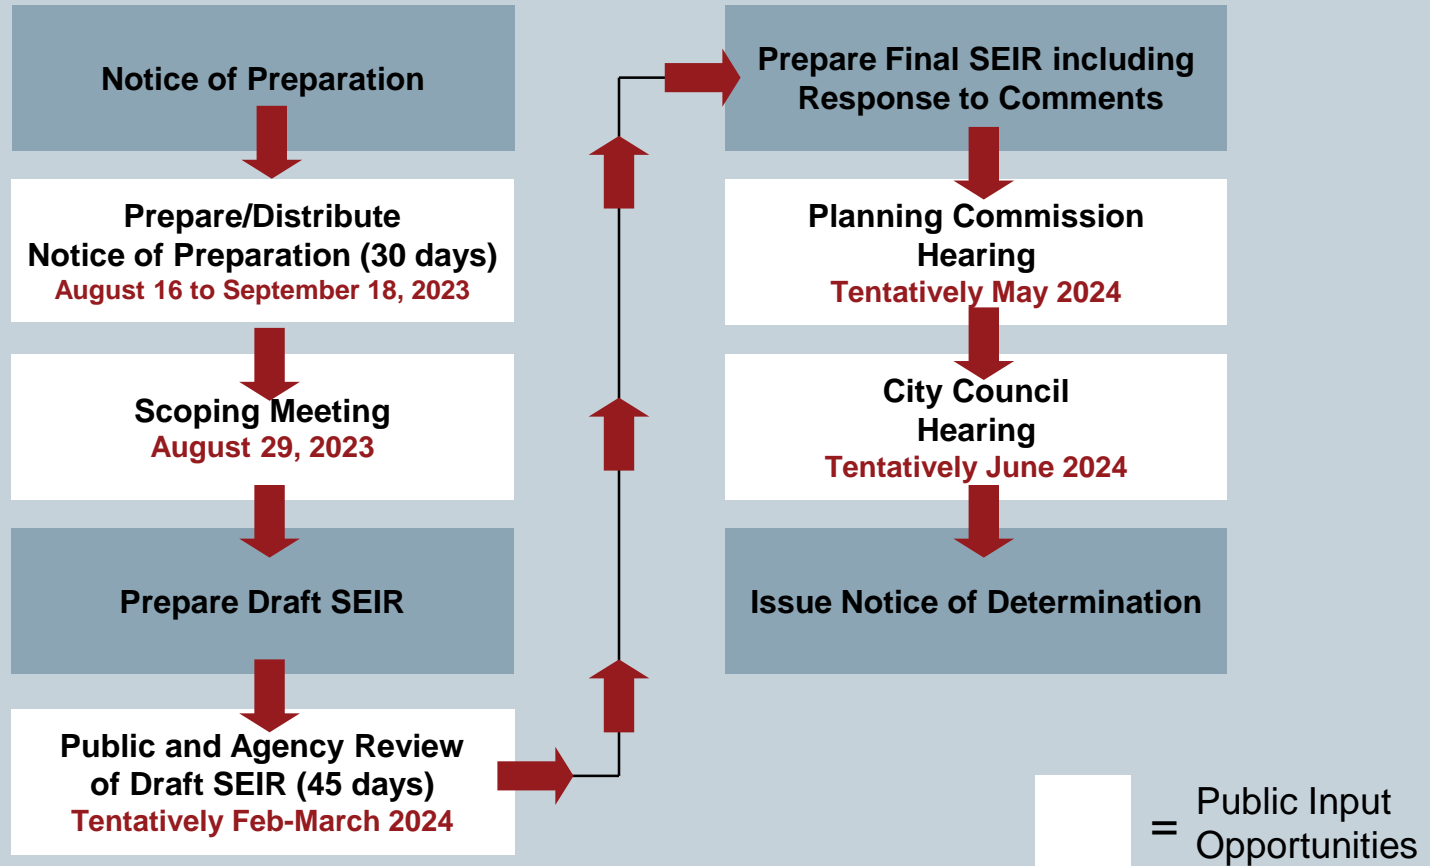 Notice of Preparation
Prepare/Distribute
Notice of Preparation (30 days)
August 16 to September 18, 2023
Scoping Meeting
August 29, 2023
Prepare Draft SEIR
Public and Agency Review
of Draft SEIR (45 days)
Tentatively Feb-March 2024
Prepare Final SEIR including
Response to Comments
Planning Commission
Hearing
Tentatively May 2024
City Council
Hearing
Tentatively June 2024
Issue Notice of Determination
= Public Input
Opportunities